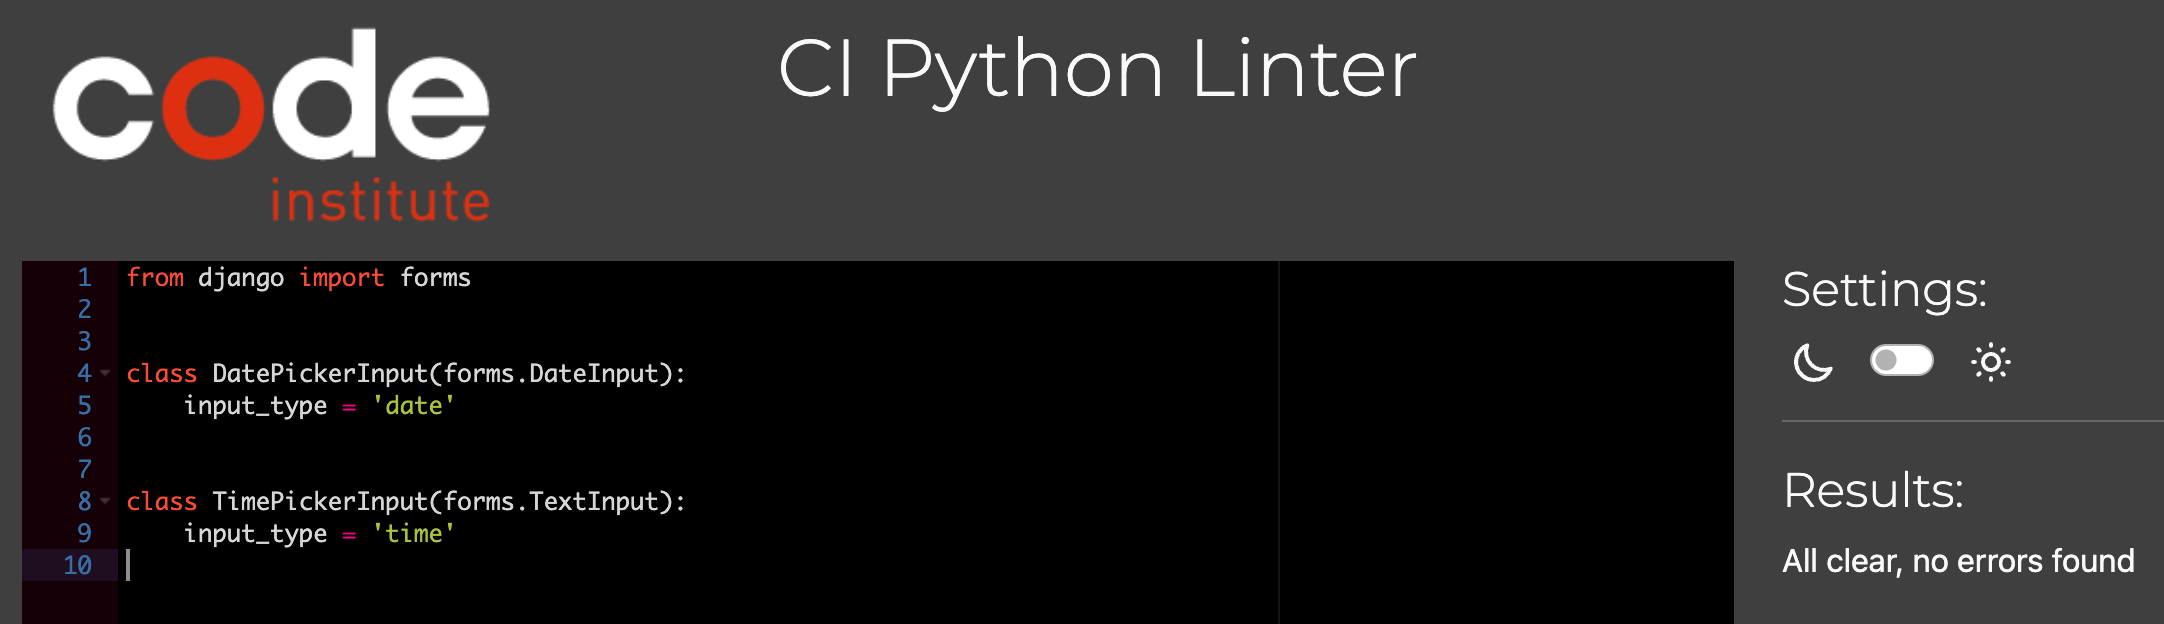 code
institute
CI Python Linter
1 from django import forms
2
3
4 class DatePickerInput(forms.DateInput):
5     input_type = 'date'
6
7
8 class TimePickerInput(forms.TextInput):
9     input_type = 'time'
10
Settings:
Results:
All clear, no errors found